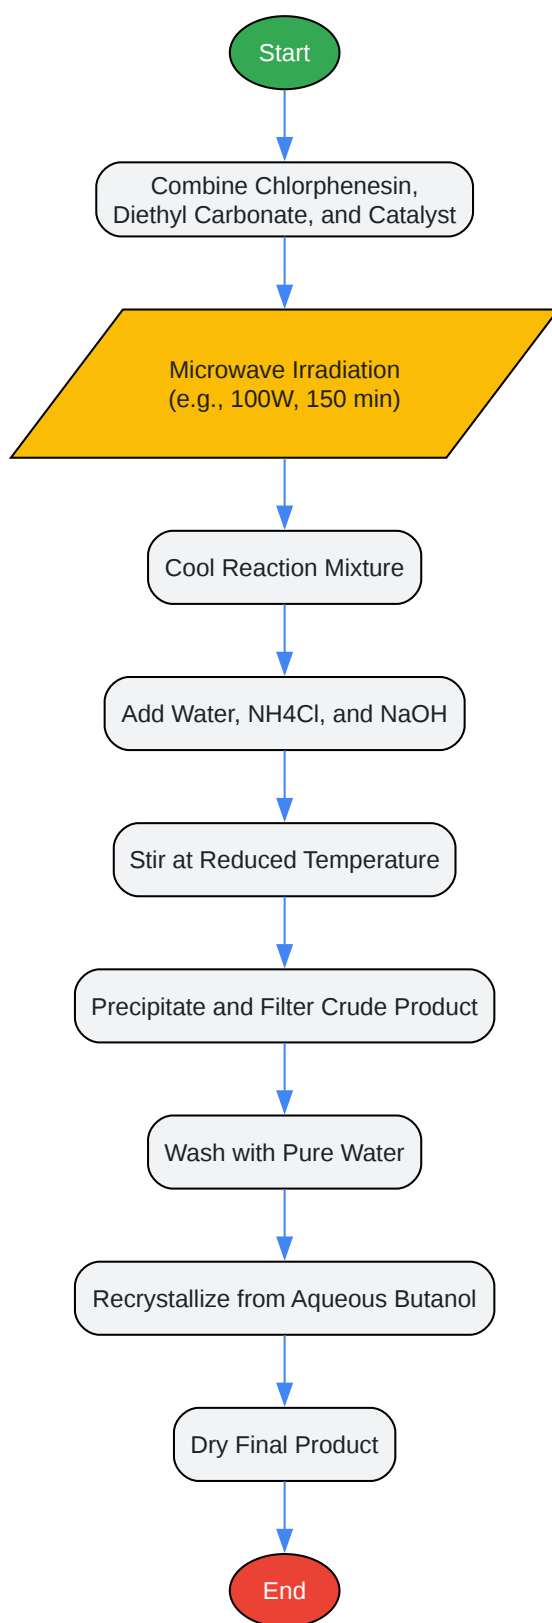 Start
Combine Chlorphenesin,
Diethyl Carbonate, and Catalyst
Microwave Irradiation
(e.g., 100W, 150 min)
Cool Reaction Mixture
Add Water, NH4Cl, and NaOH
Stir at Reduced Temperature
Precipitate and Filter Crude Product
Wash with Pure Water
Recrystallize from Aqueous Butanol
Dry Final Product
End